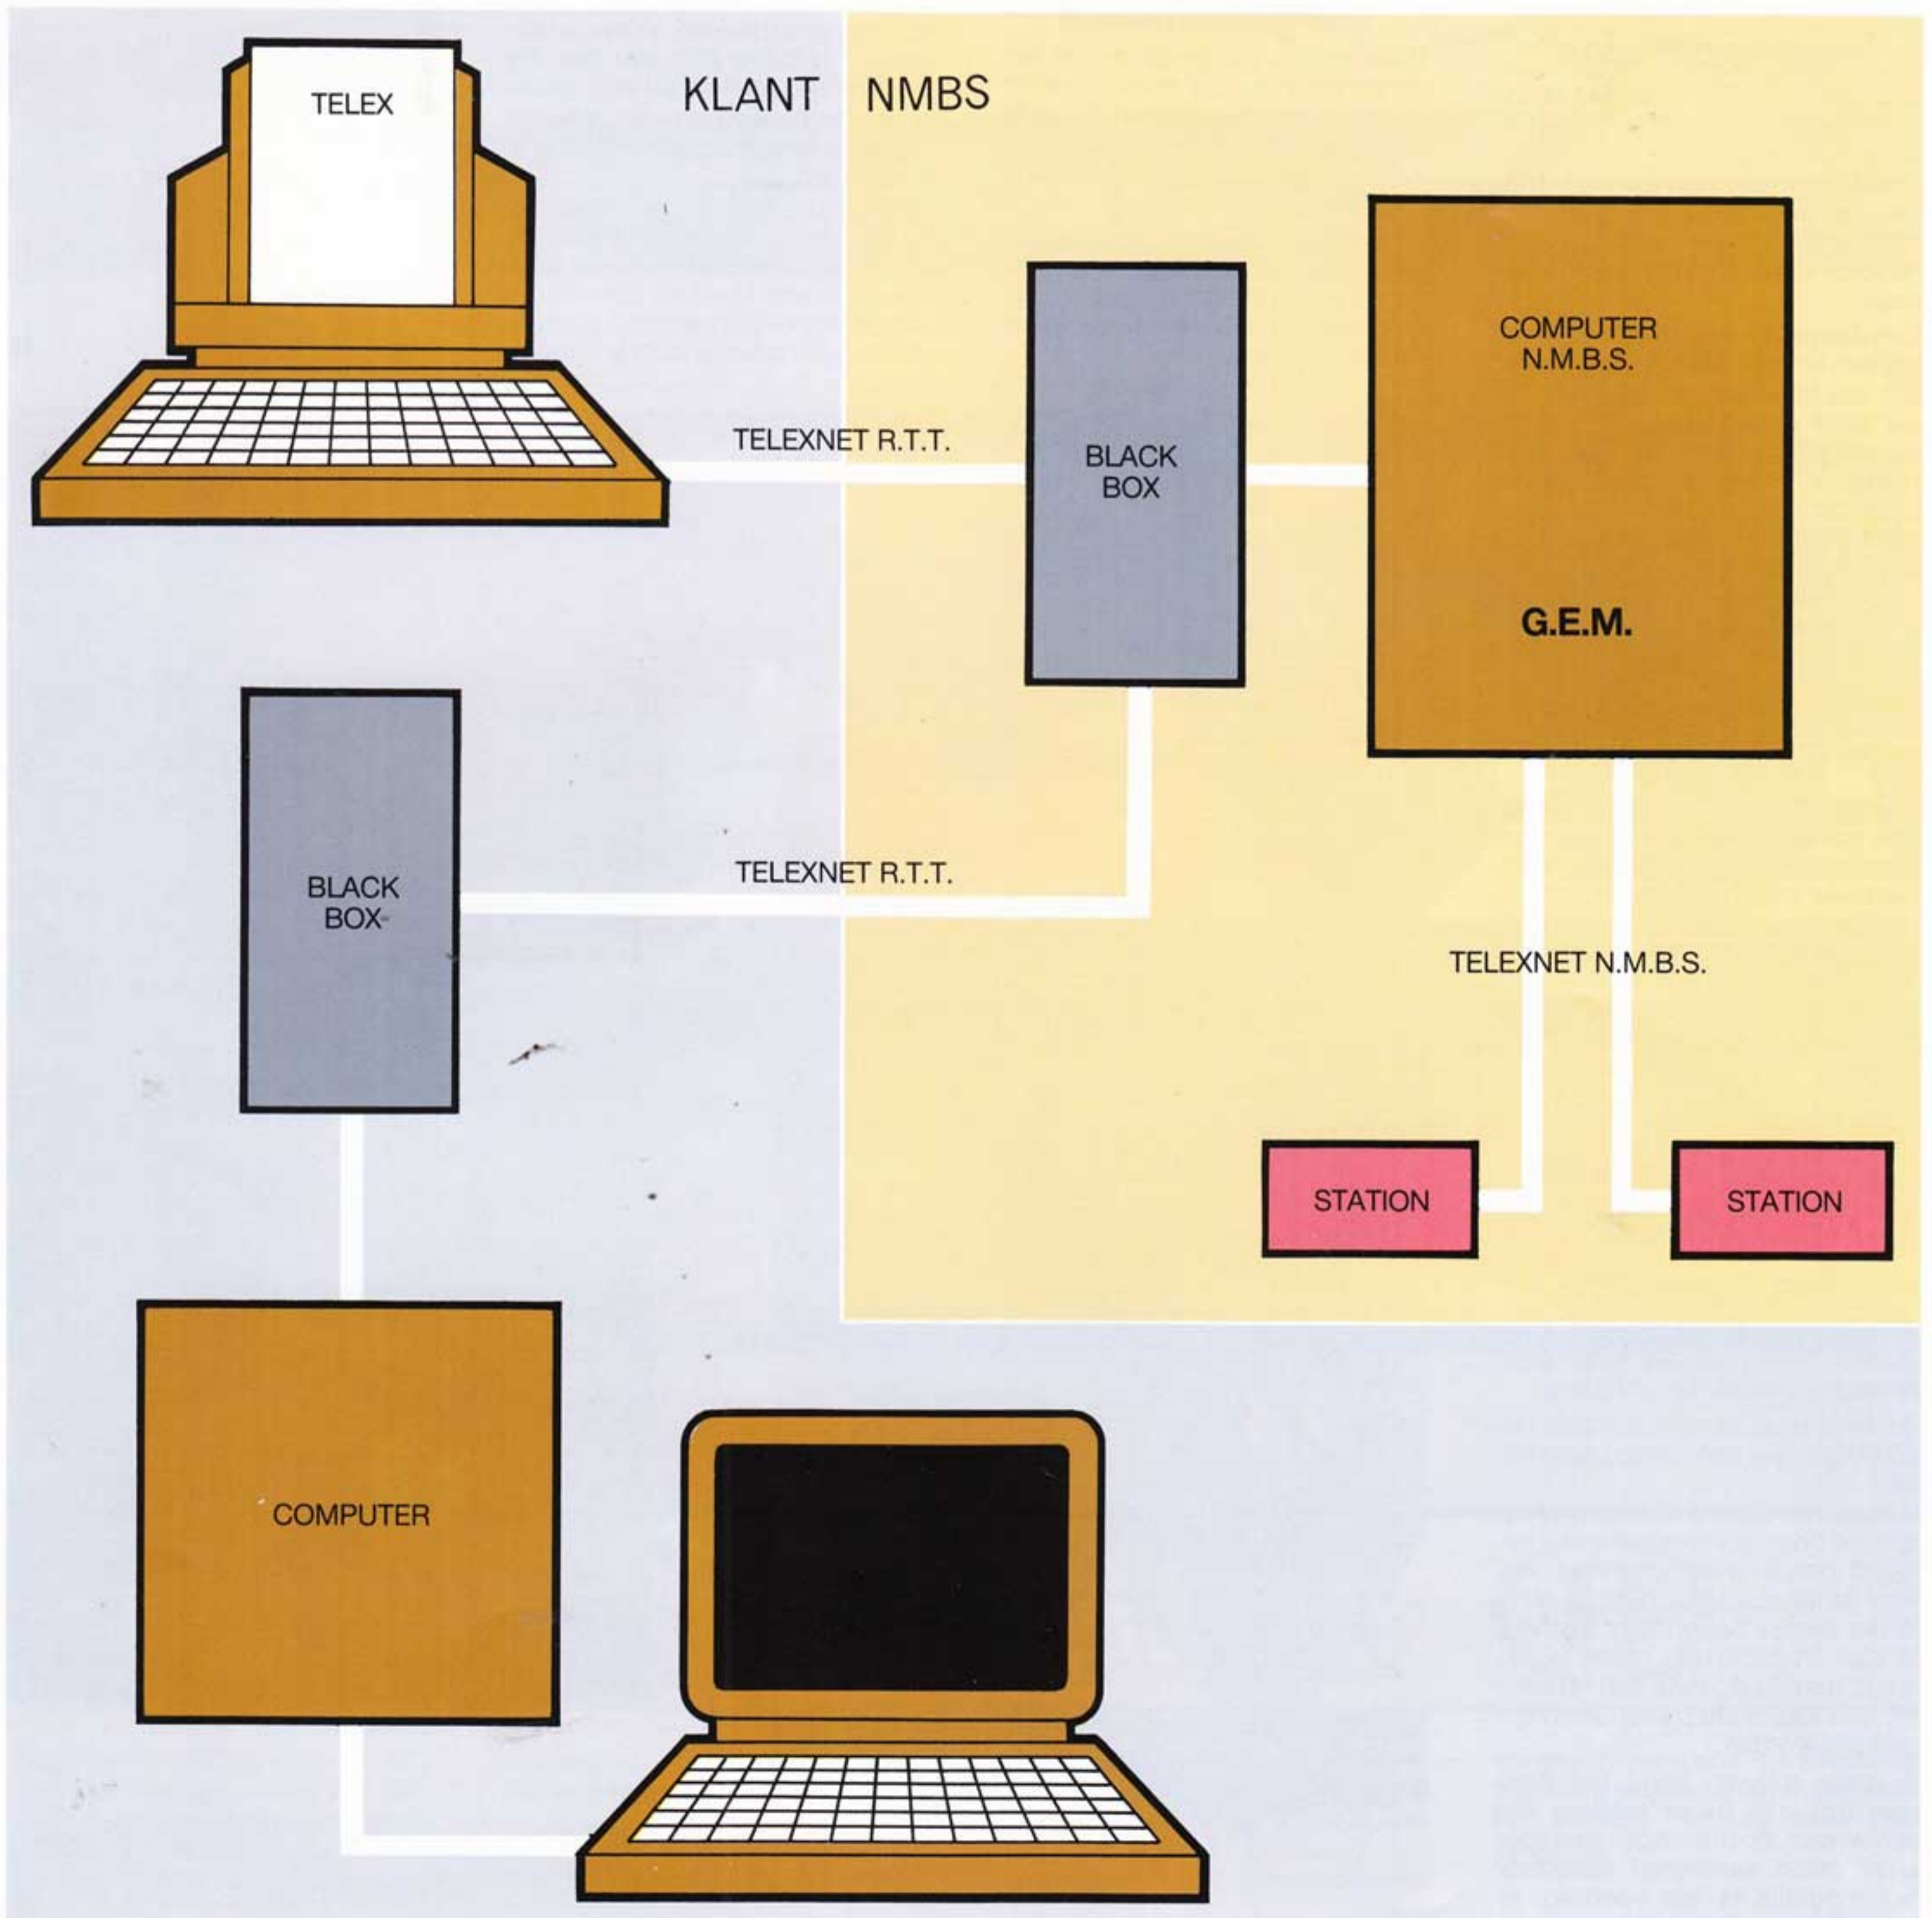 TELEX
KLANT NMBS
COMPUTER
N.M.B.S.
TELEXNET R.T.T.
BLACK
BOX
G.E.M.
BLACK
BOX
TELEXNET R.T.T.
TELEXNET N.M.B.S.
STATION
STATION
COMPUTER